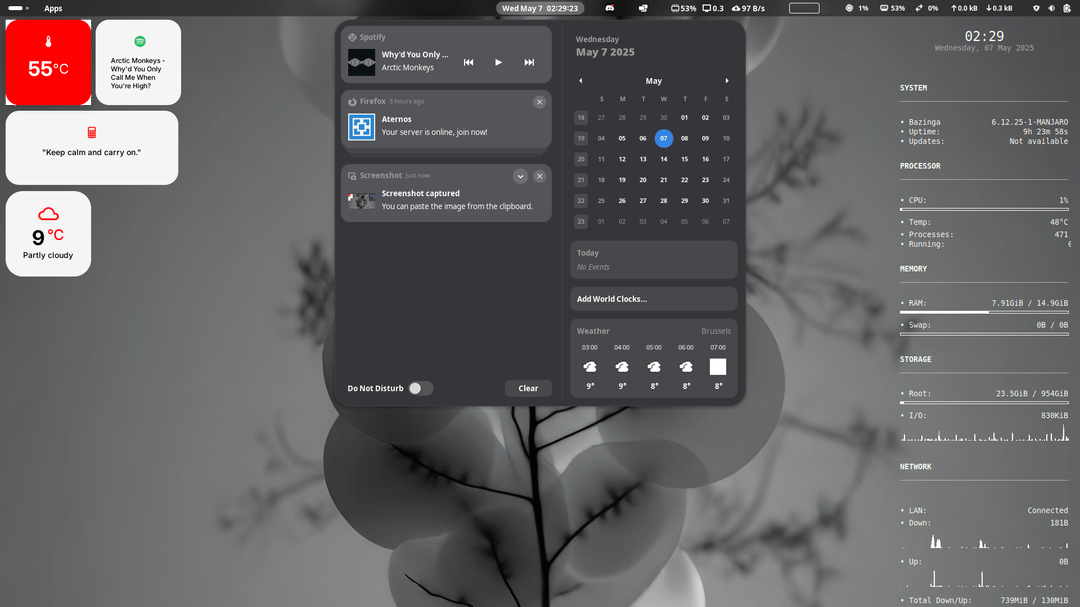 Apps
Wed May 7 02:29:23
53% 0.3 97 B/s
1% 53% 0% ↑0.0 kB ↓0.3 kB
55°C
Arctic Monkeys -
Why'd You Only
Call Me When
You're High?
"Keep calm and carry on."
9 °C
Partly cloudy
Spotify
Why'd You Only ...
Arctic Monkeys
Firefox 3 hours ago
Aternos
Your server is online, join now!
Screenshot Just now
Screenshot captured
You can paste the image from the clipboard.
Do Not Disturb
Clear
Wednesday
May 7 2025
May
S M T W T F S
18 27 28 29 30 01 02 03
19 04 05 06 07 08 09 10
20 11 12 13 14 15 16 17
21 18 19 20 21 22 23 24
22 25 26 27 28 29 30 31
23 01 02 03 04 05 06 07
Today
No Events
Add World Clocks...
Weather Brussels
03:00 04:00 05:00 06:00 07:00
9° 9° 8° 8° 8°
02:29
Wednesday, 07 May 2025
SYSTEM
• Bazinga 6.12.25-1-MANJARO
• Uptime: 9h 23m 58s
• Updates: Not available
PROCESSOR
• CPU: 1%
• Temp: 48°C
• Processes: 471
• Running:
MEMORY
• RAM: 7.91GiB / 14.9GiB
• Swap: 0B / 0B
STORAGE
• Root: 23.5GiB / 954GiB
• I/O: 830KiB
NETWORK
• LAN: Connected
• Down: 181B
• Up: 0B
• Total Down/Up: 739MiB / 130MiB